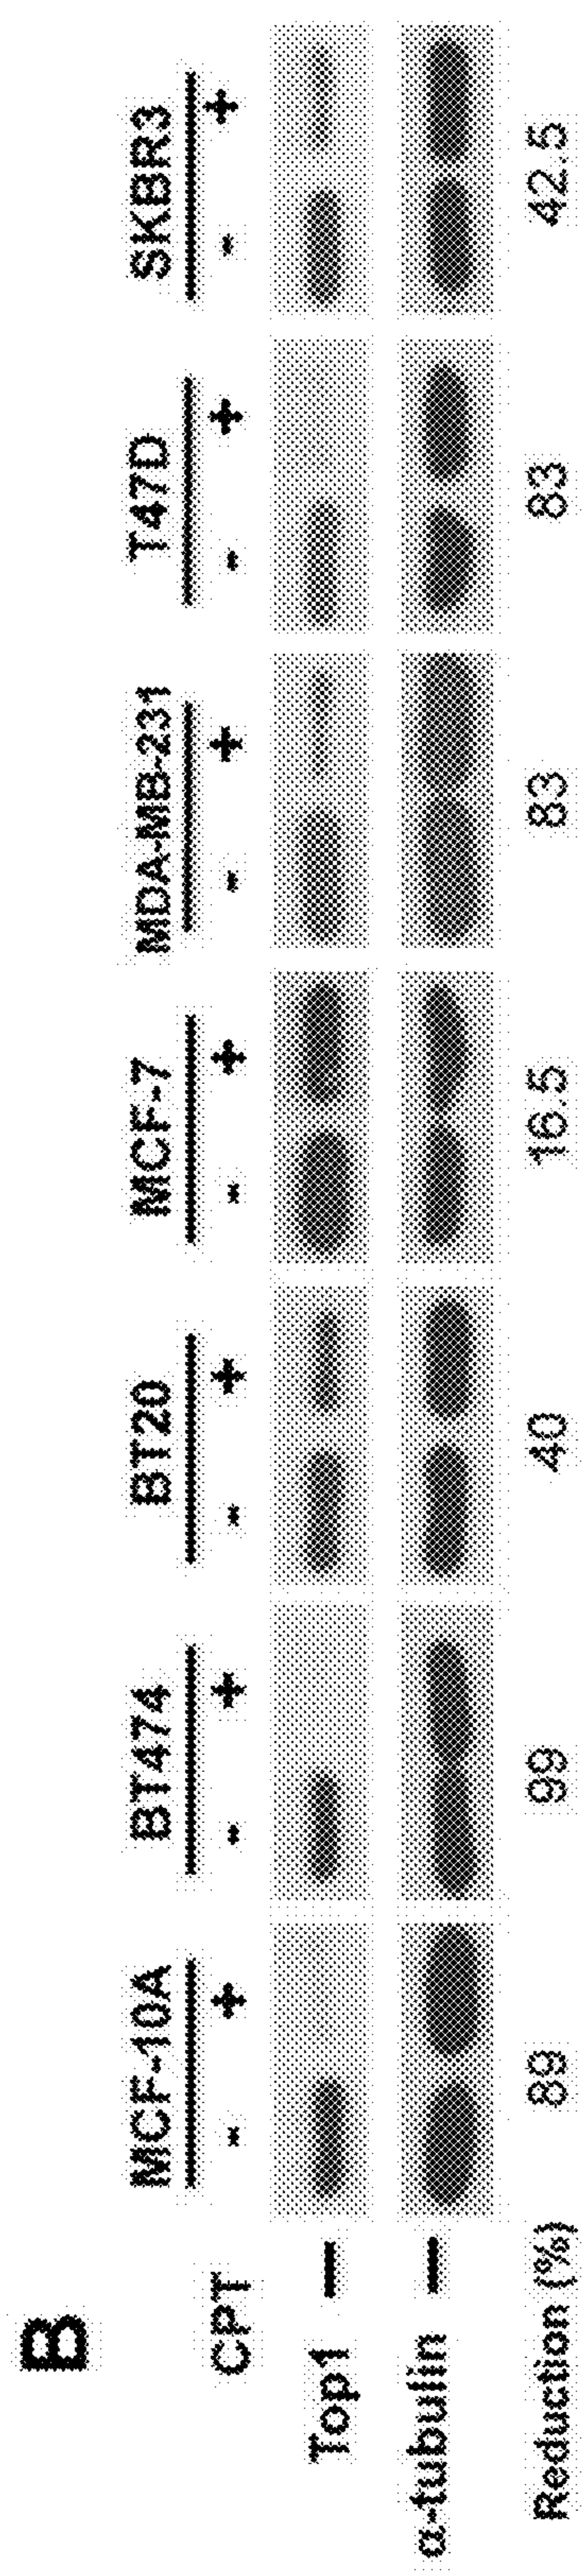 B
MCF-10A BT474 BT20 MCF-7 MDA-MB-231 T47D SKBR3
CPT - + - + - + - + - + - + - +
Top1
α-tubulin
Reduction (%) 89 99 40 16.5 83 83 42.5